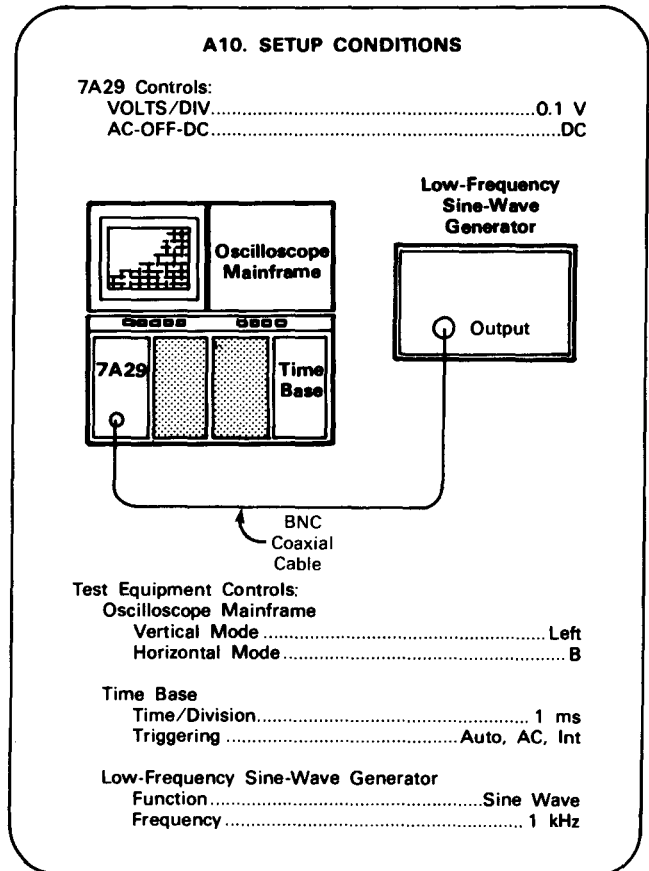 A10. SETUP CONDITIONS
7A29 Controls:
VOLTS/DIV..........0.1 V
AC-OFF-DC..........DC
Low-Frequency
Sine-Wave
Generator
Oscilloscope
Mainframe
Output
7A29
Time
Base
BNC
Coaxial
Cable
Test Equipment Controls:
Oscilloscope Mainframe
Vertical Mode..........Left
Horizontal Mode..........B
Time Base
Time/Division..........1 ms
Triggering..........Auto, AC, Int
Low-Frequency Sine-Wave Generator
Function..........Sine Wave
Frequency..........1 kHz